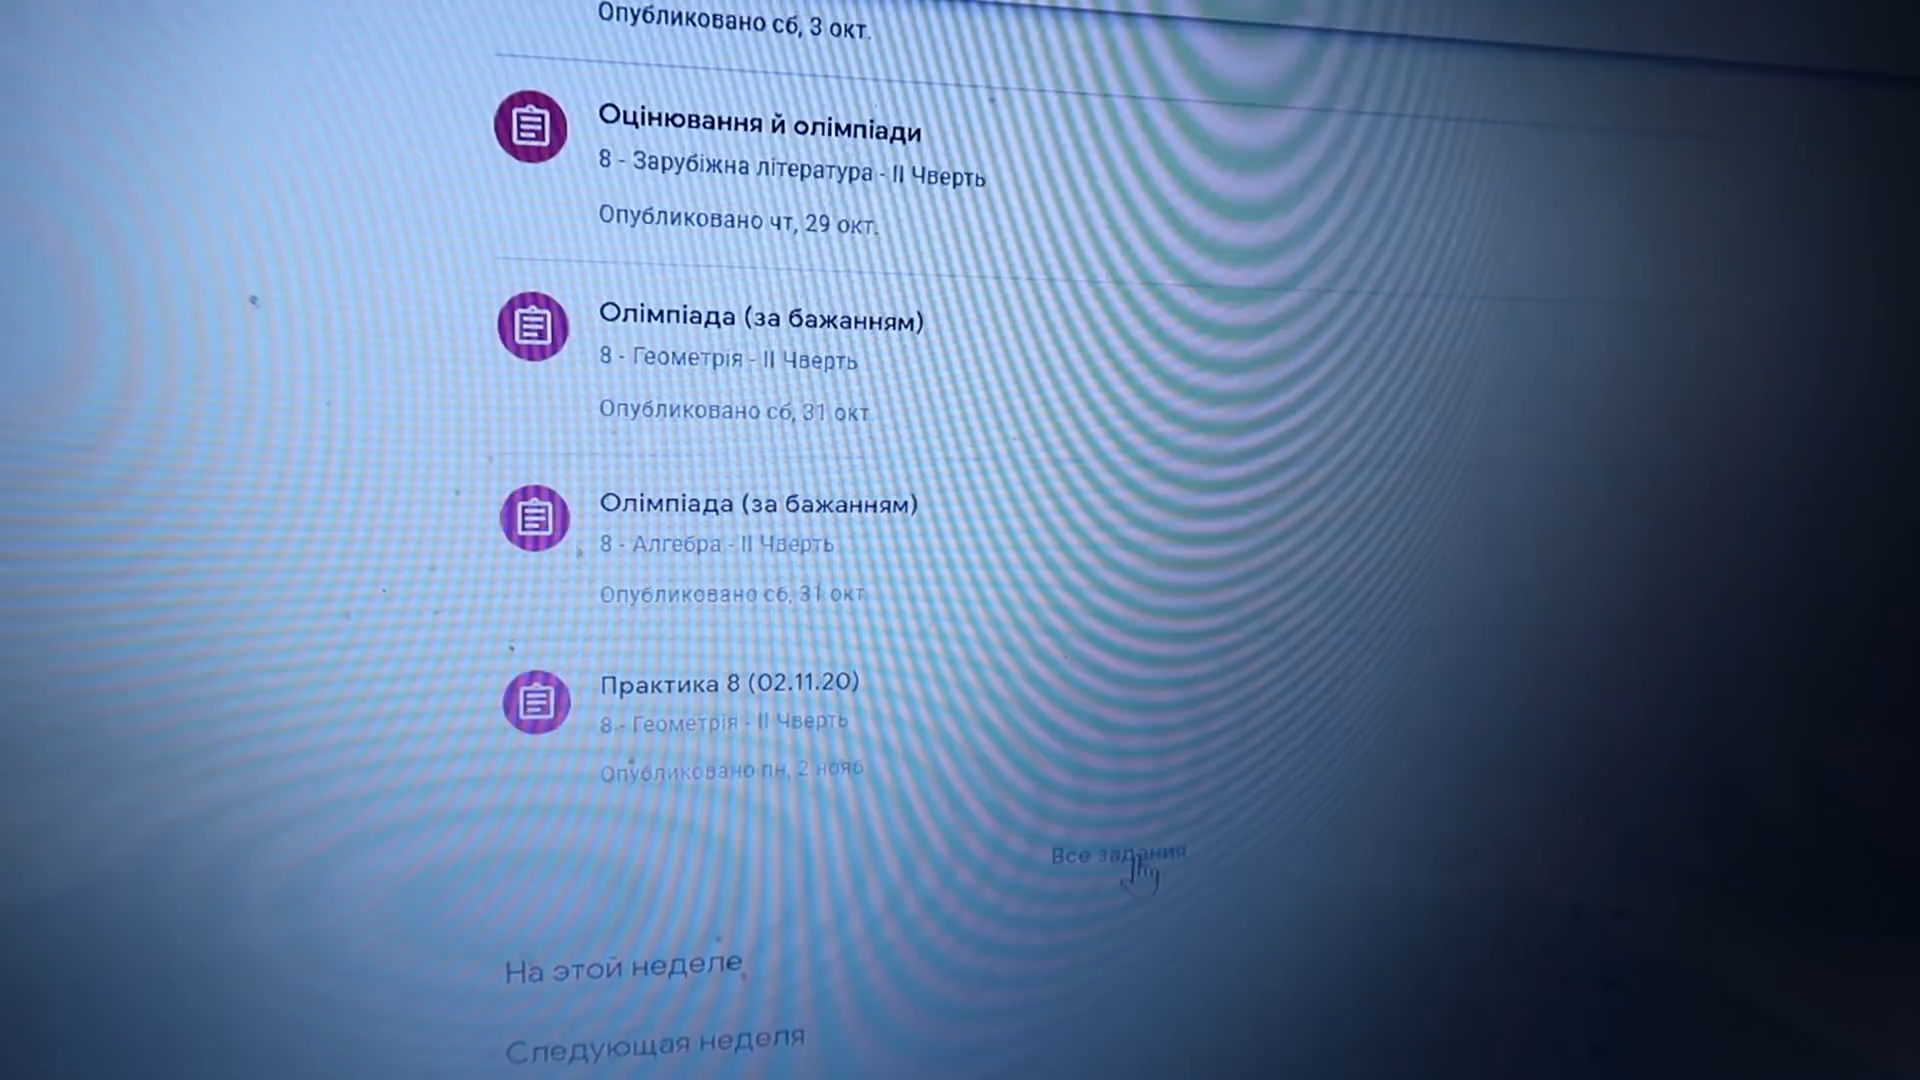 Опубликовано сб, 3 окт.
Оцінювання й олімпіади
8 - Зарубіжна література - II Чверть
Опубликовано чт, 29 окт.
Олімпіада (за бажанням)
8 - Геометрія - II Чверть
Опубликовано сб, 31 окт
Олімпіада (за бажанням)
8 - Алгебра - II Чверть
Опубликовано сб, 31 окт
Практика 8 (02.11.20)
8 - Геометрія - II Чверть
Опубликовано пн, 2 нояб
Все задания
На этой неделе
Следующая неделя